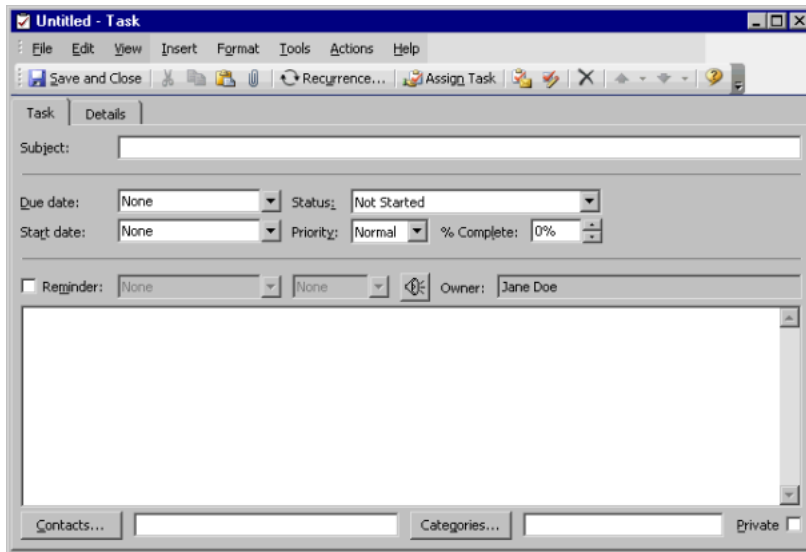 Untitled - Task
File Edit View Insert Format Tools Actions Help
Save and Close Recurrence... Assign Task
Task Details
Subject:
Due date: None Status: Not Started
Start date: None Priority: Normal % Complete: 0%
Reminder: None None Owner: Jane Doe
Contacts... Categories... Private